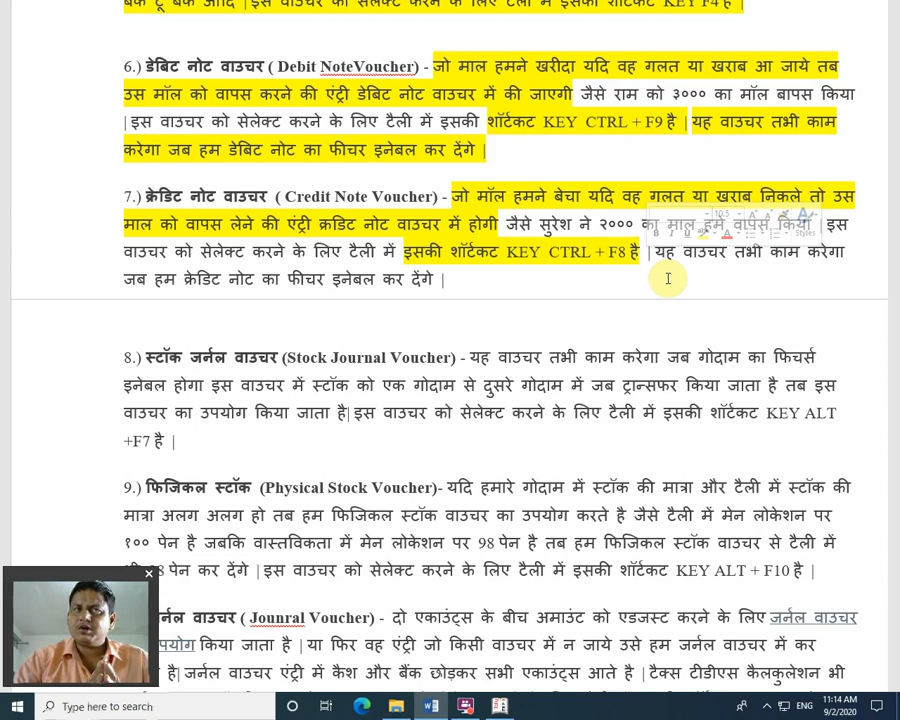 बैंक टू बैंक आदि | इस वाउचर को सेलेक्ट करने के लिए टैली में इसकी शॉर्टकट KEY F4 है |
6.) डेबिट नोट वाउचर ( Debit NoteVoucher) - जो माल हमने खरीदा यदि वह गलत या खराब आ जाये तब
उस मॉल को वापस करने की एंट्री डेबिट नोट वाउचर में की जाएगी जैसे राम को ३००० का मॉल बापस किया
| इस वाउचर को सेलेक्ट करने के लिए टैली में इसकी शॉर्टकट KEY CTRL + F9 है | यह वाउचर तभी काम
करेगा जब हम डेबिट नोट का फीचर इनेबल कर देंगे |
7.) क्रेडिट नोट वाउचर ( Credit Note Voucher) - जो मॉल हमने बेचा यदि वह गलत या खराब निकले तो उस
माल को वापस लेने की एंट्री क्रडिट नोट वाउचर में होगी जैसे सुरेश ने २००० का माल हमे वापस किया | इस
वाउचर को सेलेक्ट करने के लिए टैली में इसकी शॉर्टकट KEY CTRL + F8 है | यह वाउचर तभी काम करेगा
जब हम क्रेडिट नोट का फीचर इनेबल कर देंगे |
10.5
Styles
8.) स्टॉक जर्नल वाउचर (Stock Journal Voucher) - यह वाउचर तभी काम करेगा जब गोदाम का फिचर्स
इनेबल होगा इस वाउचर में स्टॉक को एक गोदाम से दुसरे गोदाम में जब ट्रान्सफर किया जाता है तब इस
वाउचर का उपयोग किया जाता है| इस वाउचर को सेलेक्ट करने के लिए टैली में इसकी शॉर्टकट KEY ALT
+F7 है |
9.) फिजिकल स्टॉक (Physical Stock Voucher)- यदि हमारे गोदाम में स्टॉक की मात्रा और टैली में स्टॉक की
मात्रा अलग अलग हो तब हम फिजिकल स्टॉक वाउचर का उपयोग करते है जैसे टैली में मेन लोकेशन पर
१०० पेन है जबकि वास्तविकता में मेन लोकेशन पर 98 पेन है तब हम फिजिकल स्टॉक वाउचर से टैली में
पेन कर देंगे | इस वाउचर को सेलेक्ट करने के लिए टैली में इसकी शॉर्टकट KEY ALT + F10 है |
वाउचर ( Jounral Voucher) - दो एकाउंट्स के बीच अमाउंट को एडजस्ट करने के लिए जर्नल वाउचर
किया जाता है | या फिर वह एंट्री जो किसी वाउचर में न जाये उसे हम जर्नल वाउचर में कर
है| जर्नल वाउचर एंट्री में कैश और बैंक छोड़कर सभी एकाउंट्स आते है | टैक्स टीडीएस कैलकुलेशन भी
Type here to search
ENG
11:14 AM
9/2/2020